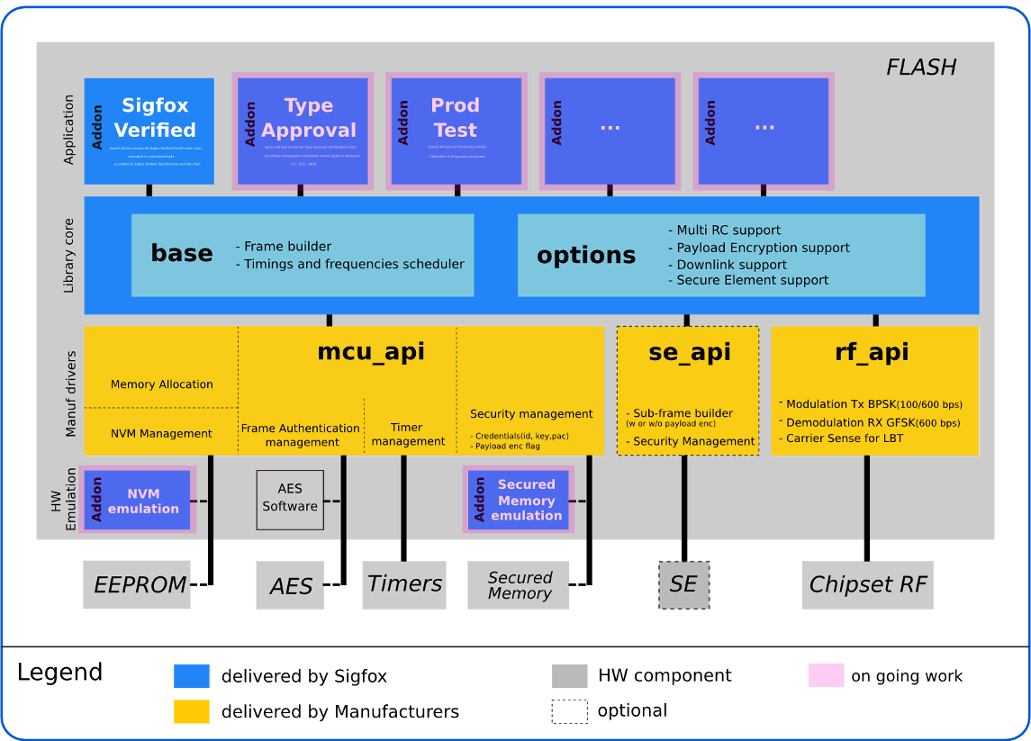 FLASH
Application
Addon
Sigfox
Verified
Addon
Type
Approval
Addon
Prod
Test
Addon
...
Addon
...
Library core
base
- Frame builder
- Timings and frequencies scheduler
options
- Multi RC support
- Payload Encryption support
- Downlink support
- Secure Element support
Manuf drivers
mcu_api
Memory Allocation
NVM Management
Frame Authentication
management
Timer
management
Security management
- Credentials(id, key,pac)
- Payload enc flag
se_api
- Sub-frame builder
(w or w/o payload enc)
- Security Management
rf_api
- Modulation Tx BPSK(100/600 bps)
- Demodulation RX GFSK(600 bps)
- Carrier Sense for LBT
HW
Emulation
Addon
NVM
emulation
AES
Software
Addon
Secured
Memory
emulation
EEPROM
AES
Timers
Secured
Memory
SE
Chipset RF
Legend
delivered by Sigfox
delivered by Manufacturers
HW component
optional
on going work